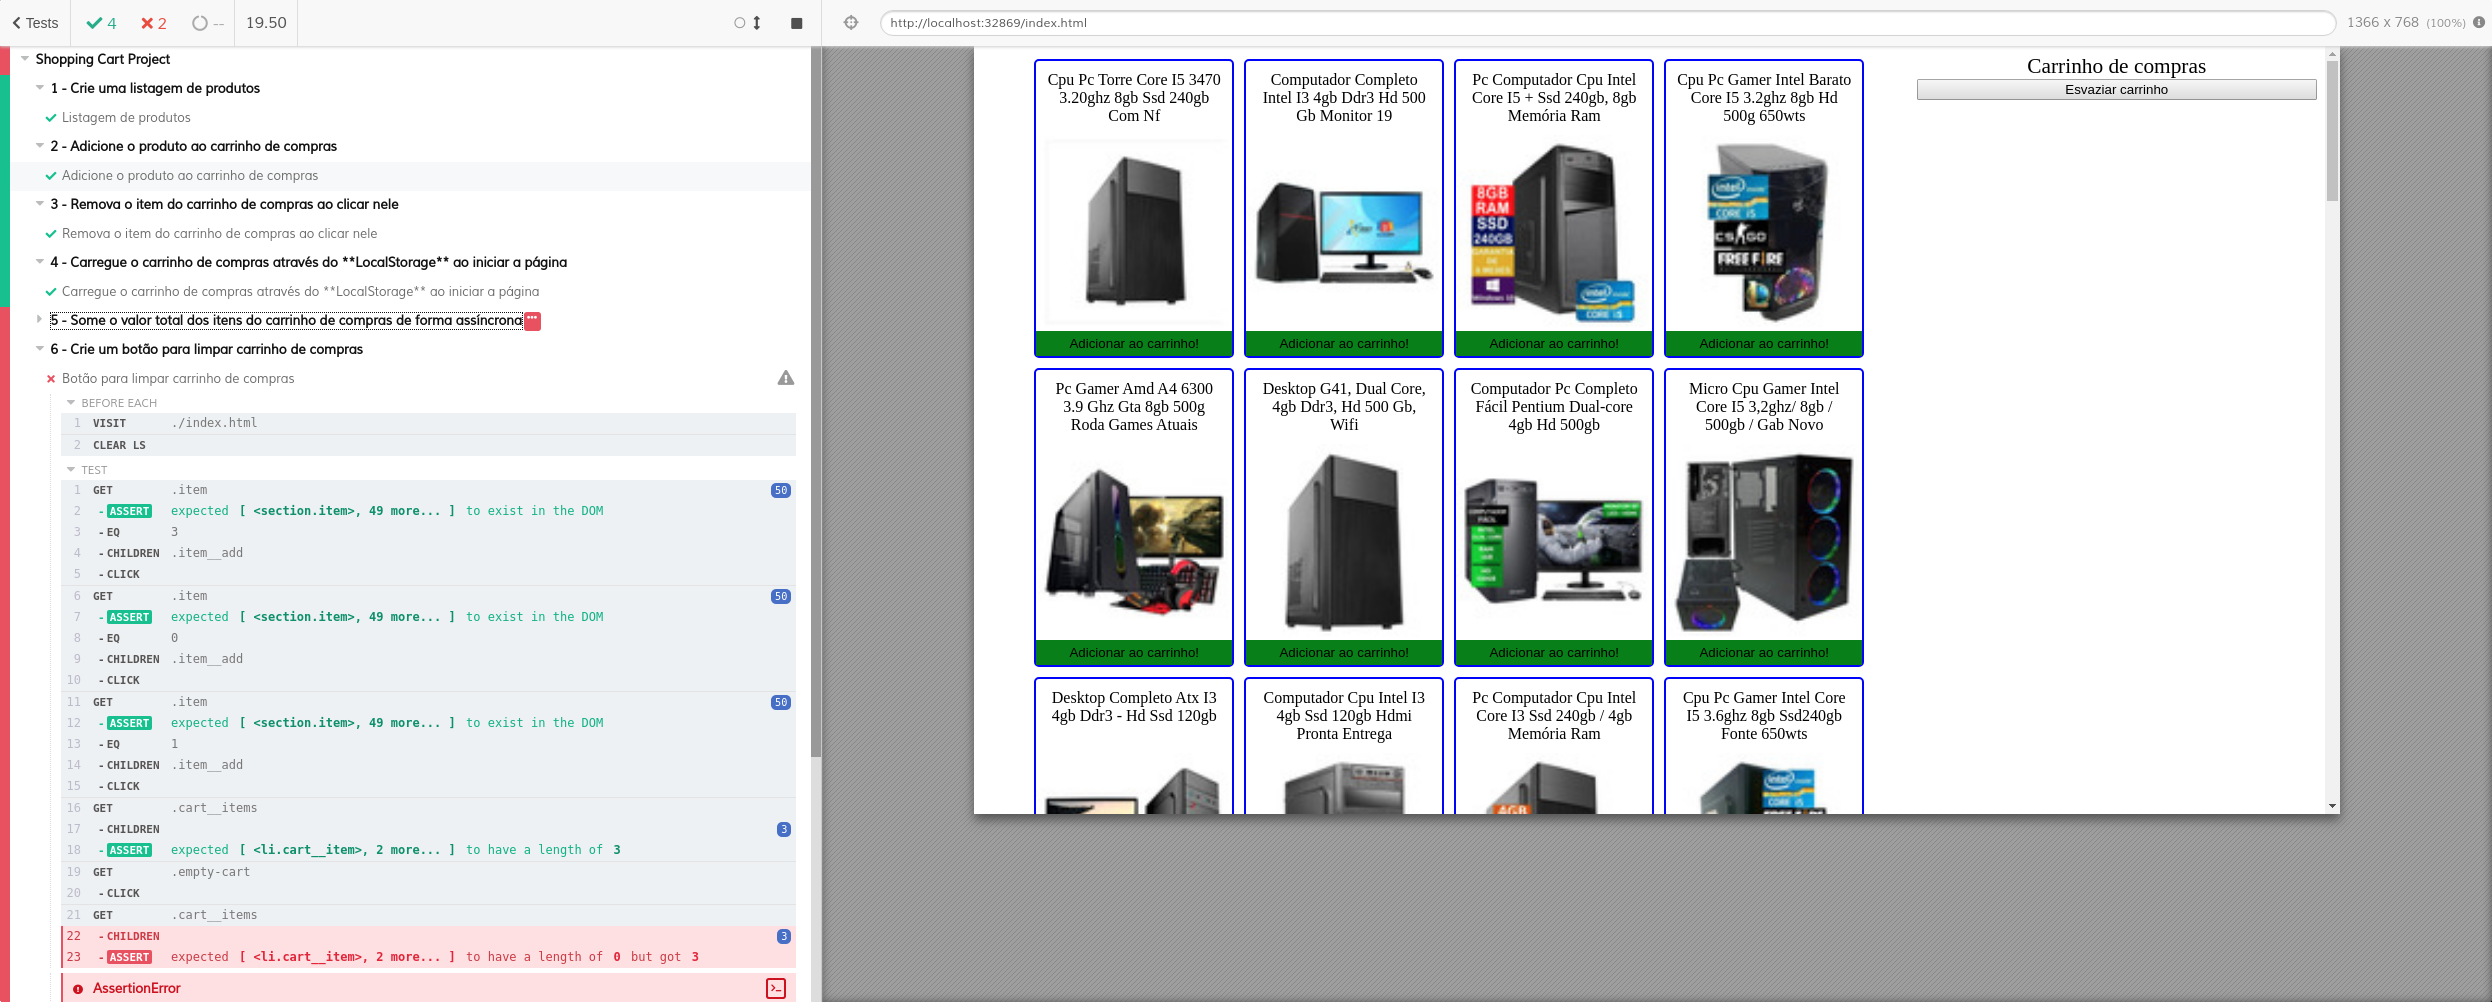 Tests
4
2
--
19.50
http://localhost:32869/index.html
1366 x 768 (100%)
Shopping Cart Project
1 - Crie uma listagem de produtos
Listagem de produtos
2 - Adicione o produto ao carrinho de compras
Adicione o produto ao carrinho de compras
3 - Remova o item do carrinho de compras ao clicar nele
Remova o item do carrinho de compras ao clicar nele
4 - Carregue o carrinho de compras através do **LocalStorage** ao iniciar a página
Carregue o carrinho de compras através do **LocalStorage** ao iniciar a página
5 - Some o valor total dos itens do carrinho de compras de forma assíncrona
6 - Crie um botão para limpar carrinho de compras
Botão para limpar carrinho de compras
BEFORE EACH
1 VISIT ./index.html
2 CLEAR LS
TEST
1 GET .item 50
2 -ASSERT expected [ <section.item>, 49 more... ] to exist in the DOM
3 -EQ 3
4 -CHILDREN .item__add
5 -CLICK
6 GET .item 50
7 -ASSERT expected [ <section.item>, 49 more... ] to exist in the DOM
8 -EQ 0
9 -CHILDREN .item__add
10 -CLICK
11 GET .item 50
12 -ASSERT expected [ <section.item>, 49 more... ] to exist in the DOM
13 -EQ 1
14 -CHILDREN .item__add
15 -CLICK
16 GET .cart__items
17 -CHILDREN 3
18 -ASSERT expected [ <li.cart__item>, 2 more... ] to have a length of 3
19 GET .empty-cart
20 -CLICK
21 GET .cart__items
22 -CHILDREN 3
23 -ASSERT expected [ <li.cart__item>, 2 more... ] to have a length of 0 but got 3
AssertionError
Cpu Pc Torre Core I5 3470
3.20ghz 8gb Ssd 240gb
Com Nf
Adicionar ao carrinho!
Computador Completo
Intel I3 4gb Ddr3 Hd 500
Gb Monitor 19
Adicionar ao carrinho!
Pc Computador Cpu Intel
Core I5 + Ssd 240gb, 8gb
Memória Ram
8GB
RAM
SSD
240GB
Windows 10
intel
CORE i5
Adicionar ao carrinho!
Cpu Pc Gamer Intel Barato
Core I5 3.2ghz 8gb Hd
500g 650wts
intel
CORE i5
CS GO
FREE FIRE
Adicionar ao carrinho!
Carrinho de compras
Esvaziar carrinho
Pc Gamer Amd A4 6300
3.9 Ghz Gta 8gb 500g
Roda Games Atuais
Adicionar ao carrinho!
Desktop G41, Dual Core,
4gb Ddr3, Hd 500 Gb,
Wifi
Adicionar ao carrinho!
Computador Pc Completo
Fácil Pentium Dual-core
4gb Hd 500gb
Adicionar ao carrinho!
Micro Cpu Gamer Intel
Core I5 3,2ghz/ 8gb /
500gb / Gab Novo
Adicionar ao carrinho!
Desktop Completo Atx I3
4gb Ddr3 - Hd Ssd 120gb
Computador Cpu Intel I3
4gb Ssd 120gb Hdmi
Pronta Entrega
Pc Computador Cpu Intel
Core I3 Ssd 240gb / 4gb
Memória Ram
4GB
Cpu Pc Gamer Intel Core
I5 3.6ghz 8gb Ssd240gb
Fonte 650wts
intel
CORE i5